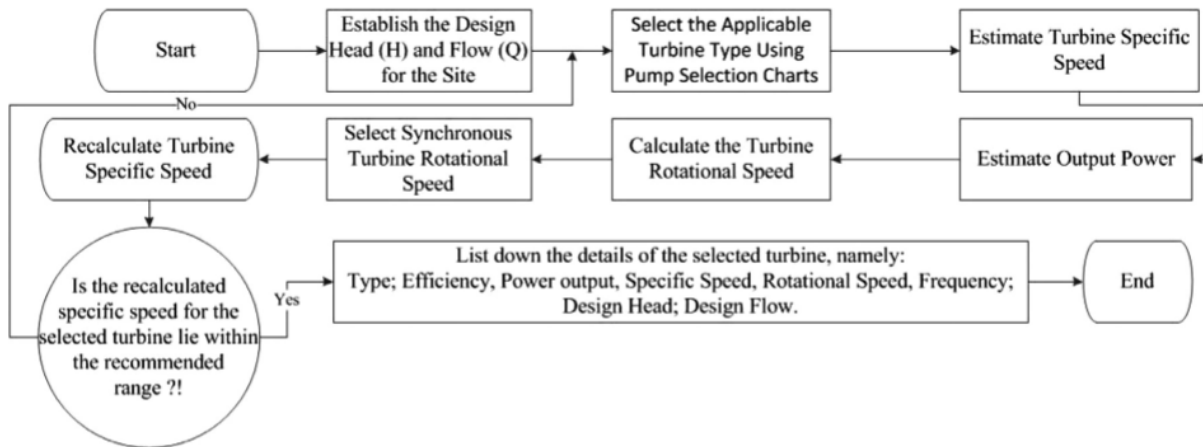 Start
Establish the Design
Head (H) and Flow (Q)
for the Site
Select the Applicable
Turbine Type Using
Pump Selection Charts
Estimate Turbine Specific
Speed
No
Recalculate Turbine
Specific Speed
Select Synchronous
Turbine Rotational
Speed
Calculate the Turbine
Rotational Speed
Estimate Output Power
Is the recalculated
specific speed for the
selected turbine lie within
the recommended
range ?!
Yes
List down the details of the selected turbine, namely:
Type; Efficiency, Power output, Specific Speed, Rotational Speed, Frequency;
Design Head; Design Flow.
End